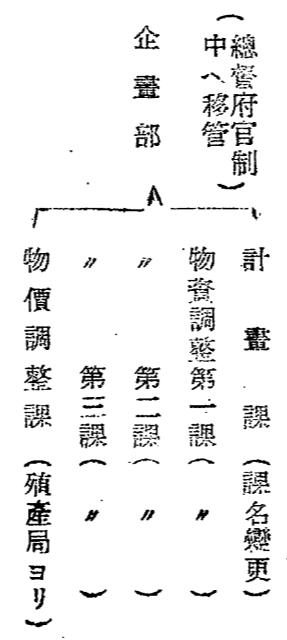 企畫部
(總督府官制
中ヘ移管)
計畫課(課名變更)
物資調整第一課(〃)
〃第二課(〃)
〃第三課(〃)
物價調整課(殖產局ヨリ)